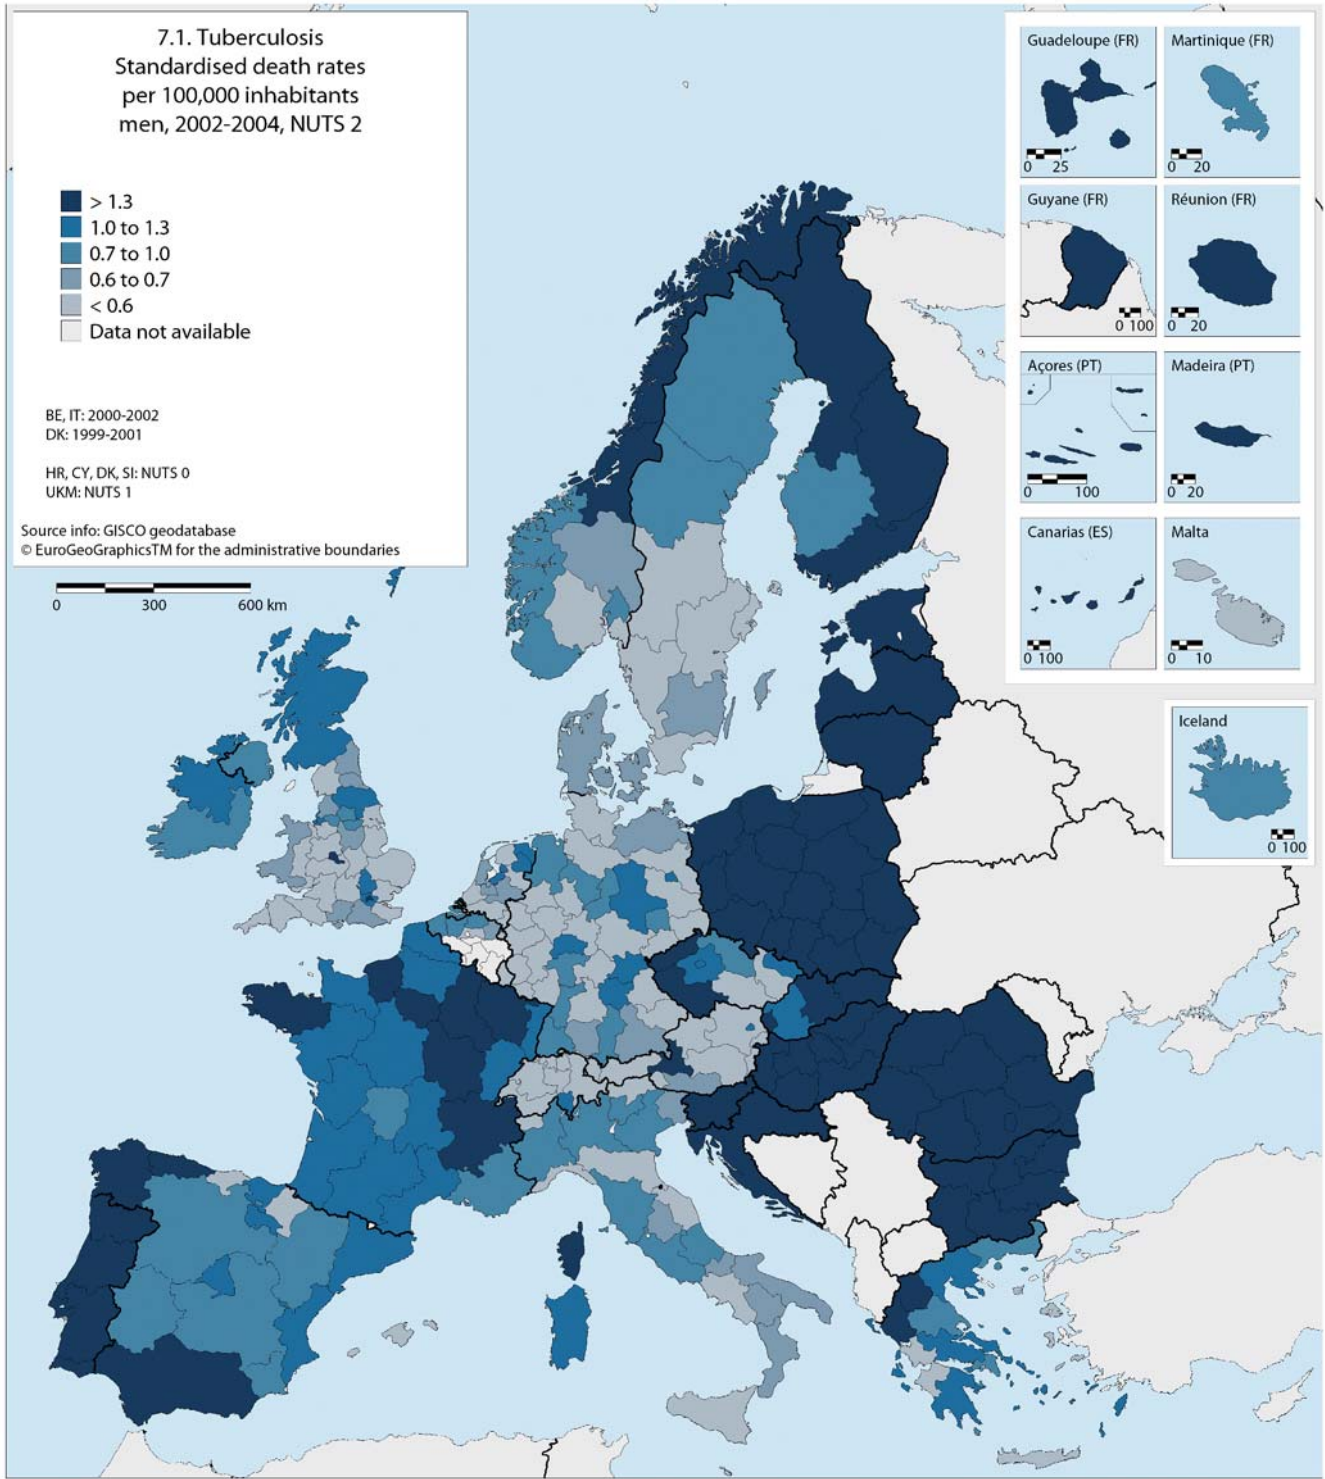 7.1. Tuberculosis
Standardised death rates
per 100,000 inhabitants
men, 2002-2004, NUTS 2
> 1.3
1.0 to 1.3
0.7 to 1.0
0.6 to 0.7
< 0.6
Data not available
BE, IT: 2000-2002
DK: 1999-2001
HR, CY, DK, SI: NUTS 0
UKM: NUTS 1
Source info: GISCO geodatabase
© EuroGeoGraphicsTM for the administrative boundaries
0 300 600 km
Guadeloupe (FR)
0 25
Martinique (FR)
0 20
Guyane (FR)
0 100
Réunion (FR)
0 20
Açores (PT)
0 100
Madeira (PT)
0 20
Canarias (ES)
0 100
Malta
0 10
Iceland
0 100